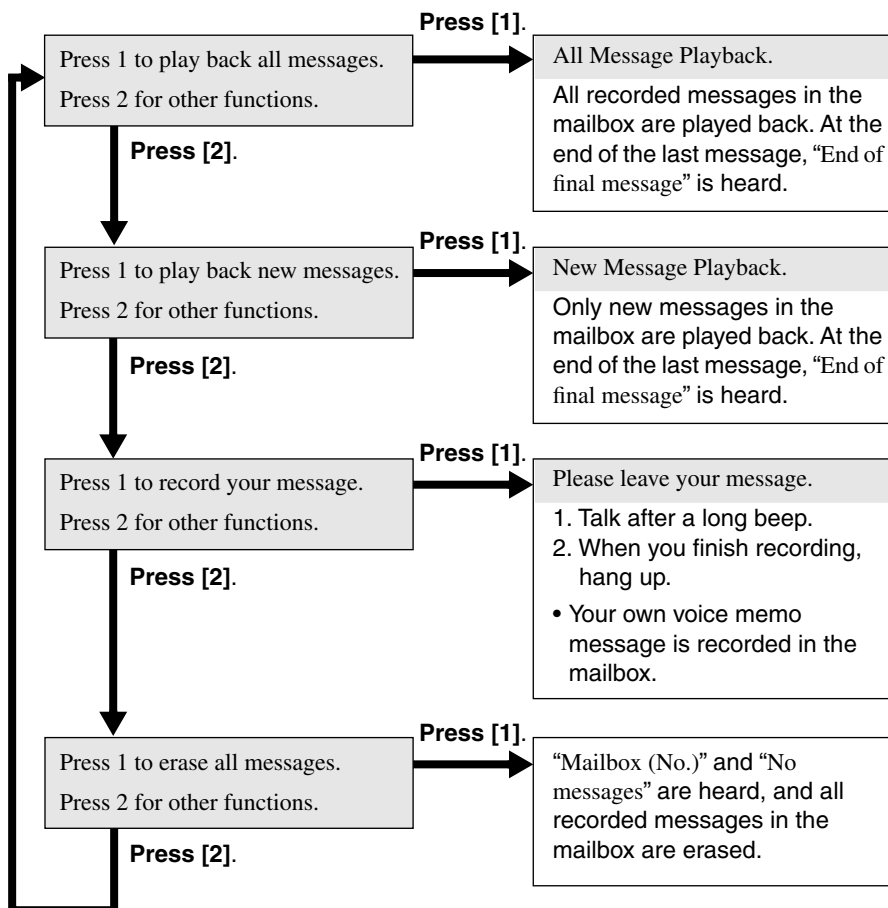 Press [1].
Press 1 to play back all messages.
Press 2 for other functions.
All Message Playback.
All recorded messages in the
mailbox are played back. At the
end of the last message, “End of
final message” is heard.
Press [2].
Press [1].
Press 1 to play back new messages.
Press 2 for other functions.
New Message Playback.
Only new messages in the
mailbox are played back. At the
end of the last message, “End of
final message” is heard.
Press [2].
Press [1].
Press 1 to record your message.
Press 2 for other functions.
Please leave your message.
1. Talk after a long beep.
2. When you finish recording,
hang up.
• Your own voice memo
message is recorded in the
mailbox.
Press [2].
Press [1].
Press 1 to erase all messages.
Press 2 for other functions.
“Mailbox (No.)” and “No
messages” are heard, and all
recorded messages in the
mailbox are erased.
Press [2].